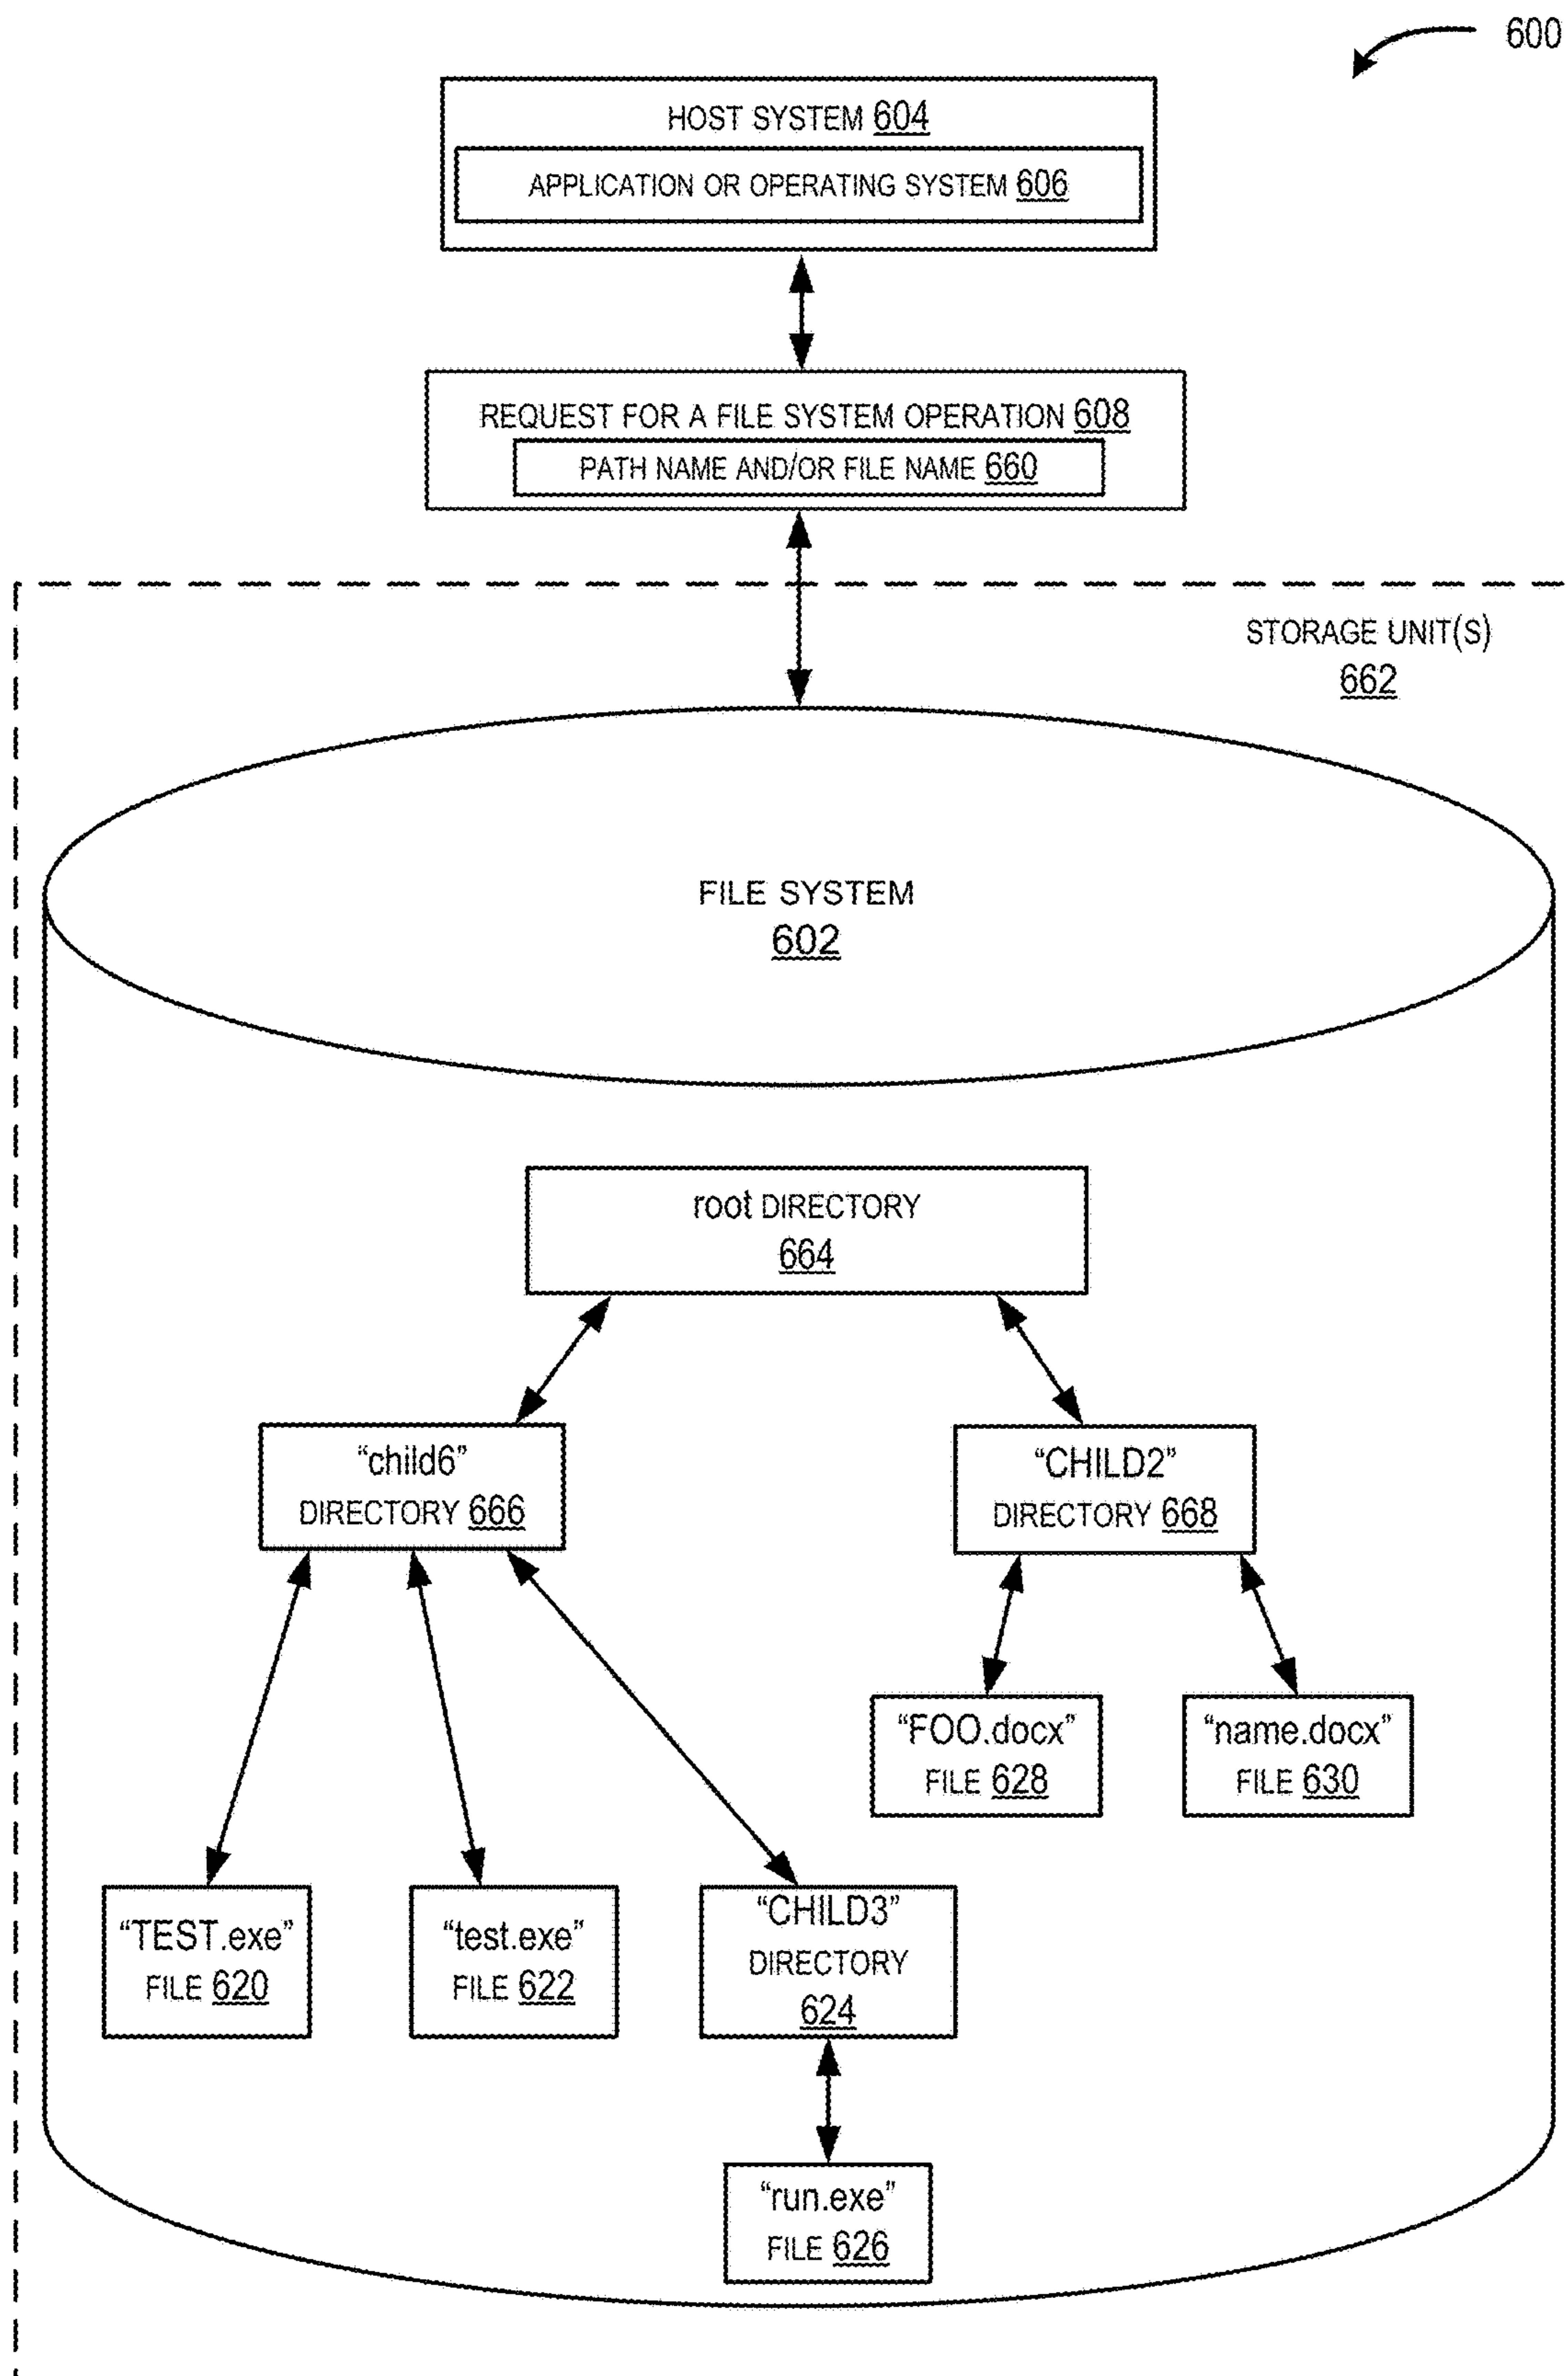 600
HOST SYSTEM 604
APPLICATION OR OPERATING SYSTEM 606
REQUEST FOR A FILE SYSTEM OPERATION 608
PATH NAME AND/OR FILE NAME 660
STORAGE UNIT(S)
662
FILE SYSTEM
602
root DIRECTORY
664
“child6”
DIRECTORY 666
“CHILD2”
DIRECTORY 668
“FOO.docx”
FILE 628
“name.docx”
FILE 630
“TEST.exe”
FILE 620
“test.exe”
FILE 622
“CHILD3”
DIRECTORY
624
“run.exe”
FILE 626